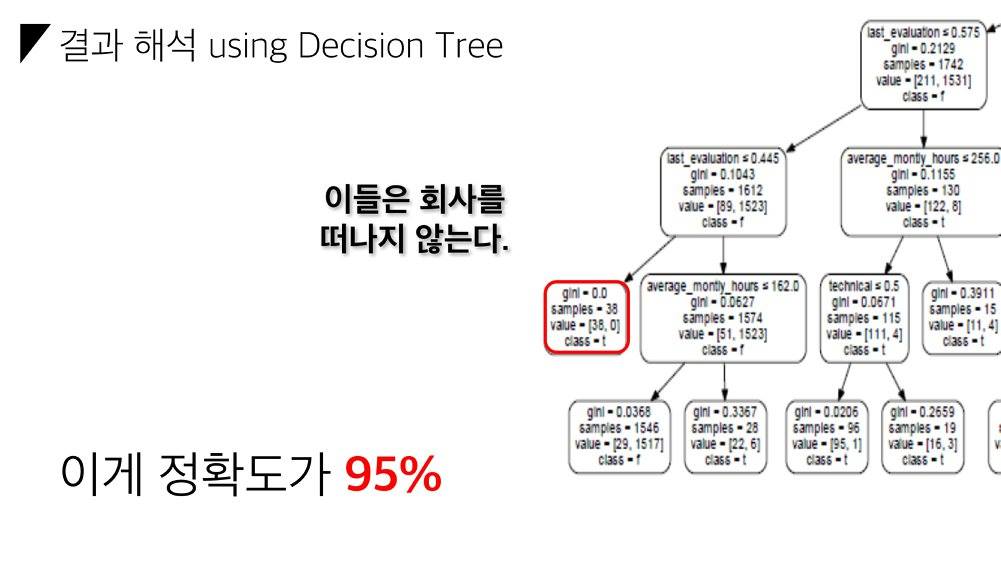 결과 해석 using Decision Tree
last_evaluation ≤ 0.575
gini = 0.2129
samples = 1742
value = [211, 1531]
class = f
last_evaluation ≤ 0.445
gini = 0.1043
samples = 1612
value = [89, 1523]
class = f
average_montly_hours ≤ 256.0
gini = 0.1155
samples = 130
value = [122, 8]
class = t
이들은 회사를
떠나지 않는다.
gini = 0.0
samples = 38
value = [38, 0]
class = t
average_montly_hours ≤ 162.0
gini = 0.0627
samples = 1574
value = [51, 1523]
class = f
technical ≤ 0.5
gini = 0.0671
samples = 115
value = [111, 4]
class = t
gini = 0.3911
samples = 15
value = [11, 4]
class = t
gini = 0.0368
samples = 1546
value = [29, 1517]
class = f
gini = 0.3367
samples = 28
value = [22, 6]
class = t
gini = 0.0206
samples = 96
value = [95, 1]
class = t
gini = 0.2659
samples = 19
value = [16, 3]
class = t
이게 정확도가 95%